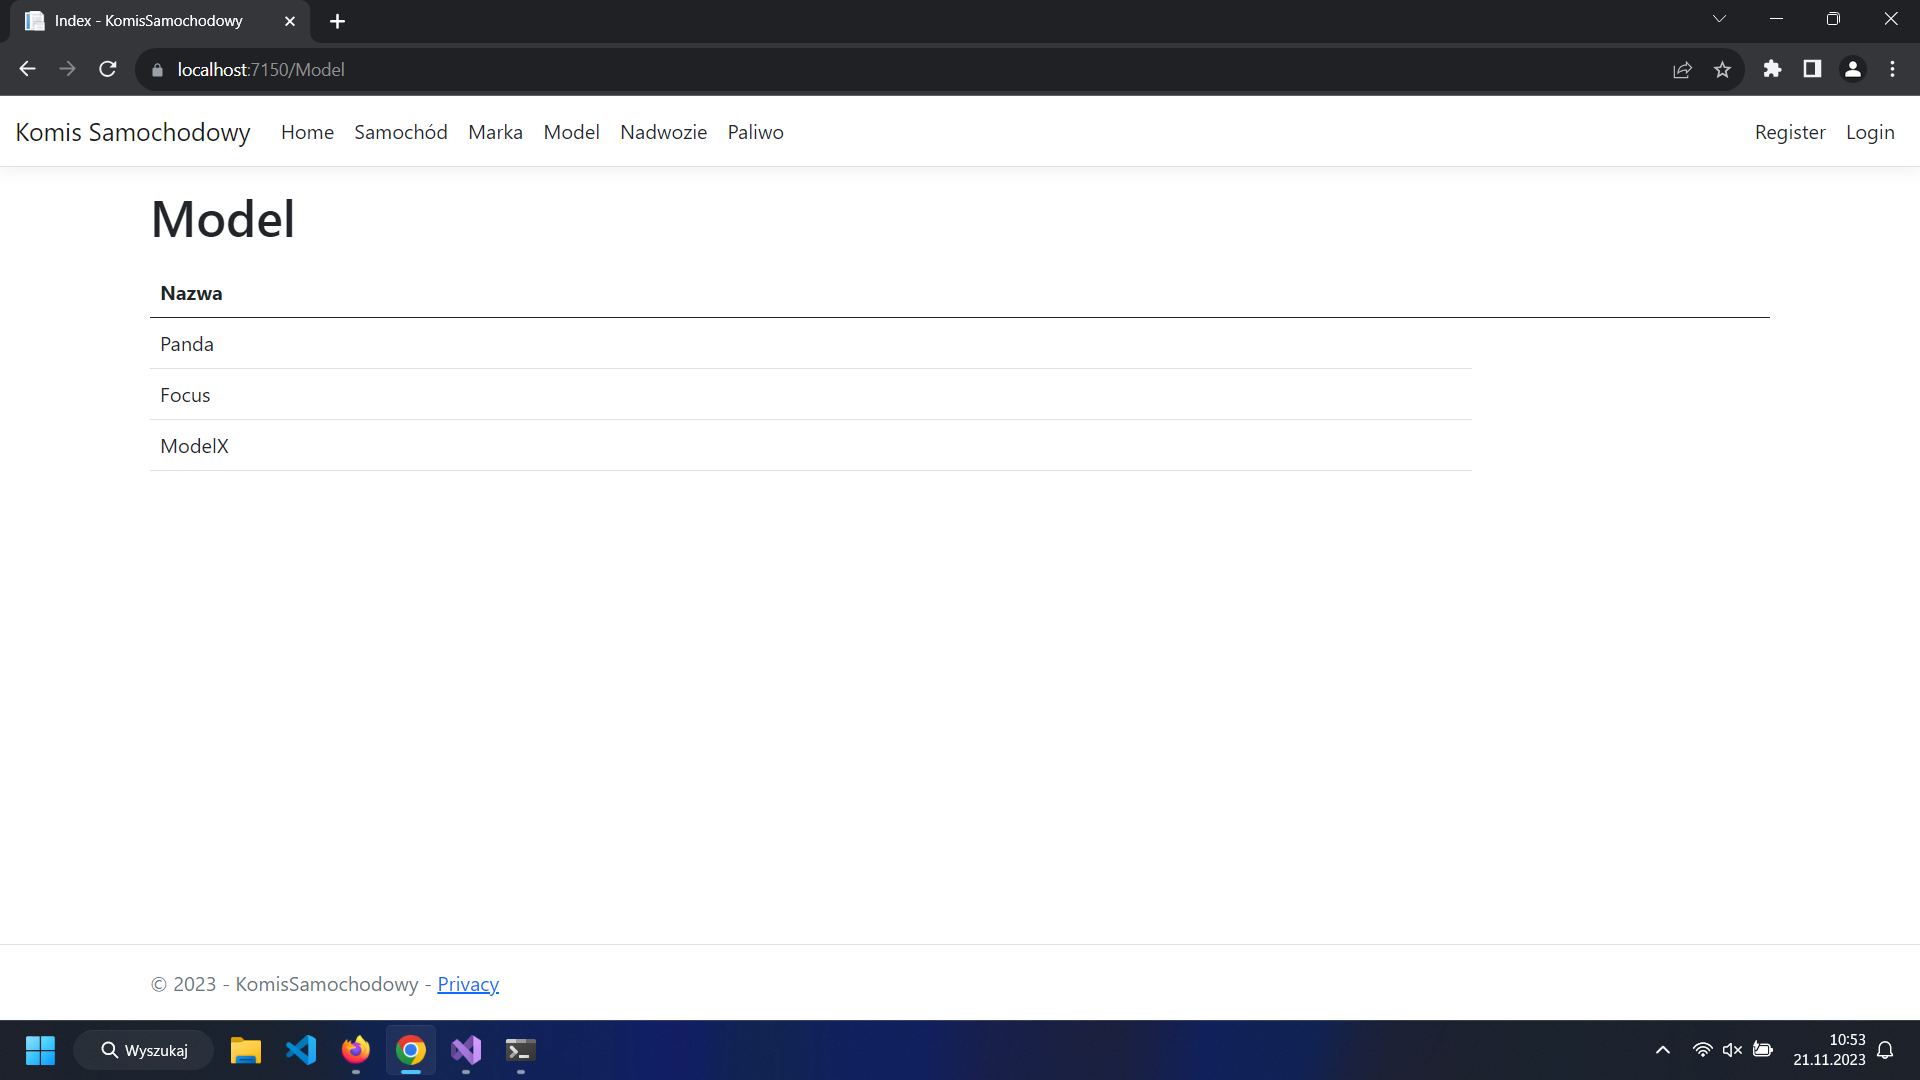 Index - KomisSamochodowy
localhost:7150/Model
Komis Samochodowy Home Samochód Marka Model Nadwozie Paliwo Register Login
Model
Nazwa
Panda
Focus
ModelX
© 2023 - KomisSamochodowy - Privacy
Wyszukaj
10:53
21.11.2023